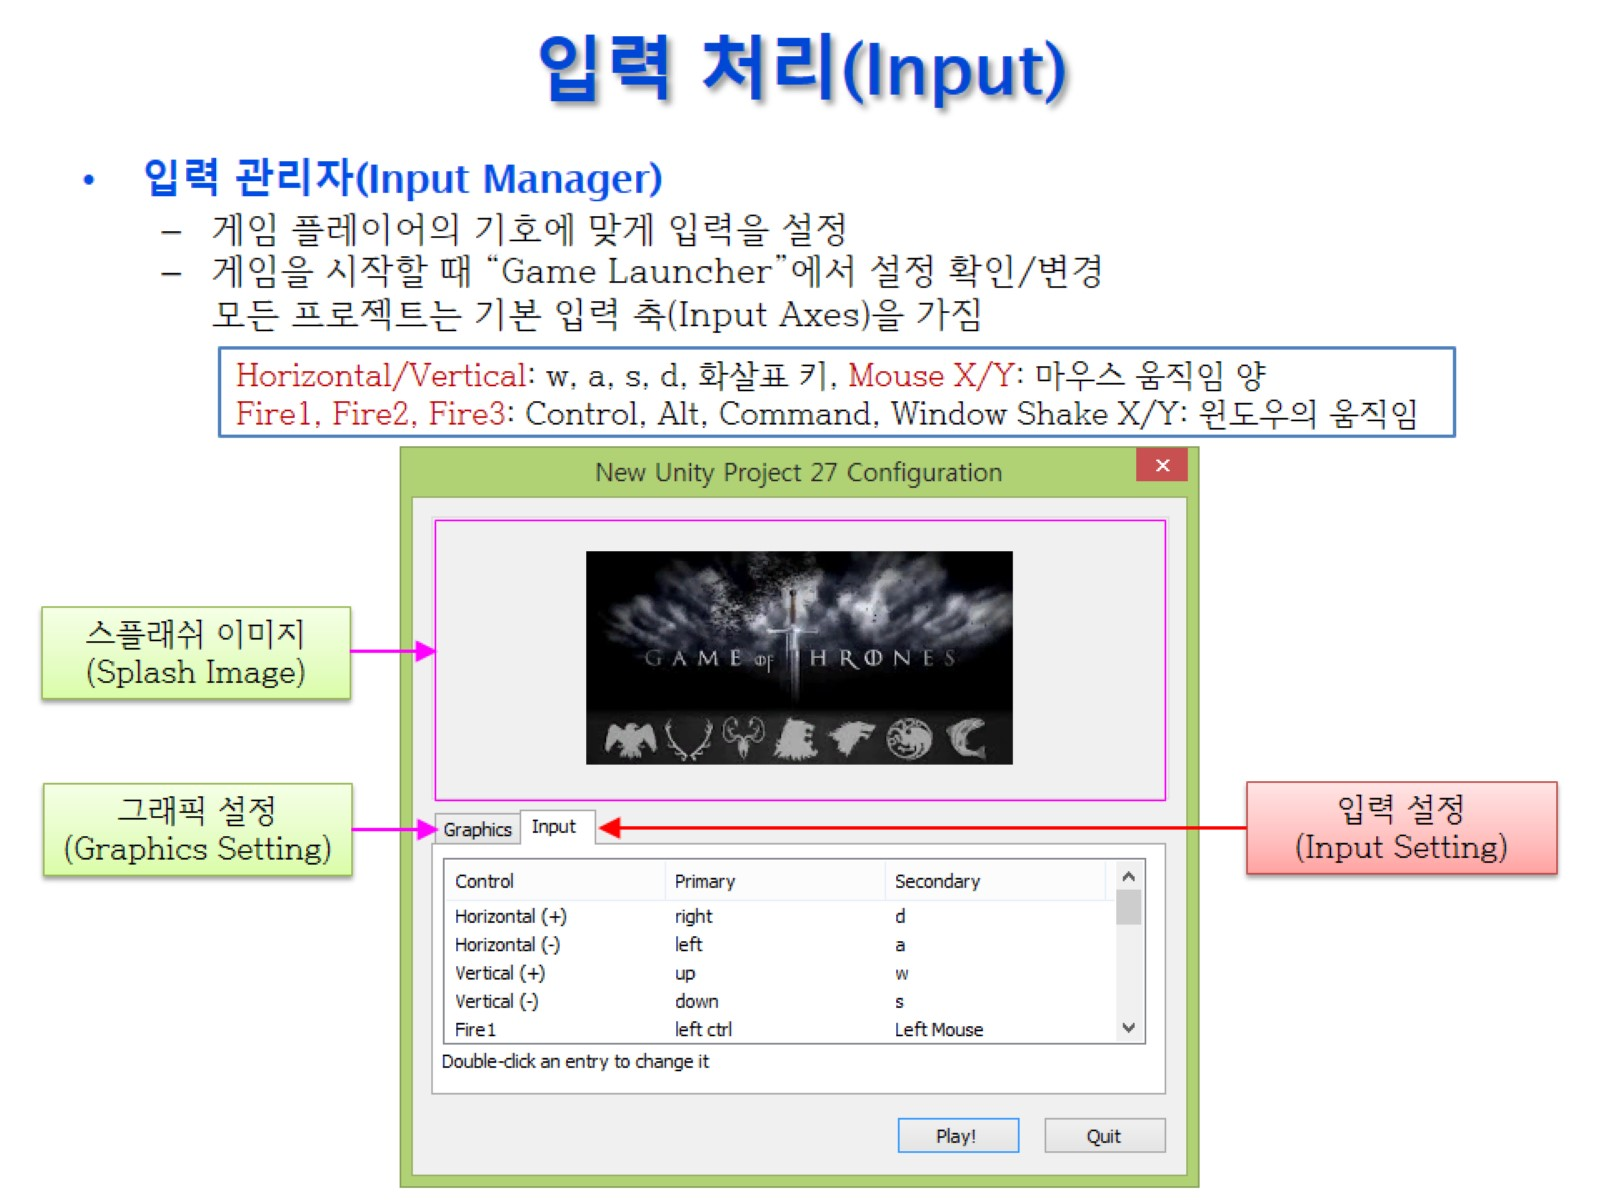 입력 처리(Input)
• 입력 관리자(Input Manager)
– 게임 플레이어의 기호에 맞게 입력을 설정
– 게임을 시작할 때 “Game Launcher”에서 설정 확인/변경
모든 프로젝트는 기본 입력 축(Input Axes)을 가짐
Horizontal/Vertical: w, a, s, d, 화살표 키, Mouse X/Y: 마우스 움직임 양
Fire1, Fire2, Fire3: Control, Alt, Command, Window Shake X/Y: 윈도우의 움직임
New Unity Project 27 Configuration
GAME OF THRONES
스플래쉬 이미지
(Splash Image)
그래픽 설정
(Graphics Setting)
입력 설정
(Input Setting)
Graphics Input
Control Primary Secondary
Horizontal (+) right d
Horizontal (-) left a
Vertical (+) up w
Vertical (-) down s
Fire1 left ctrl Left Mouse
Double-click an entry to change it
Play! Quit